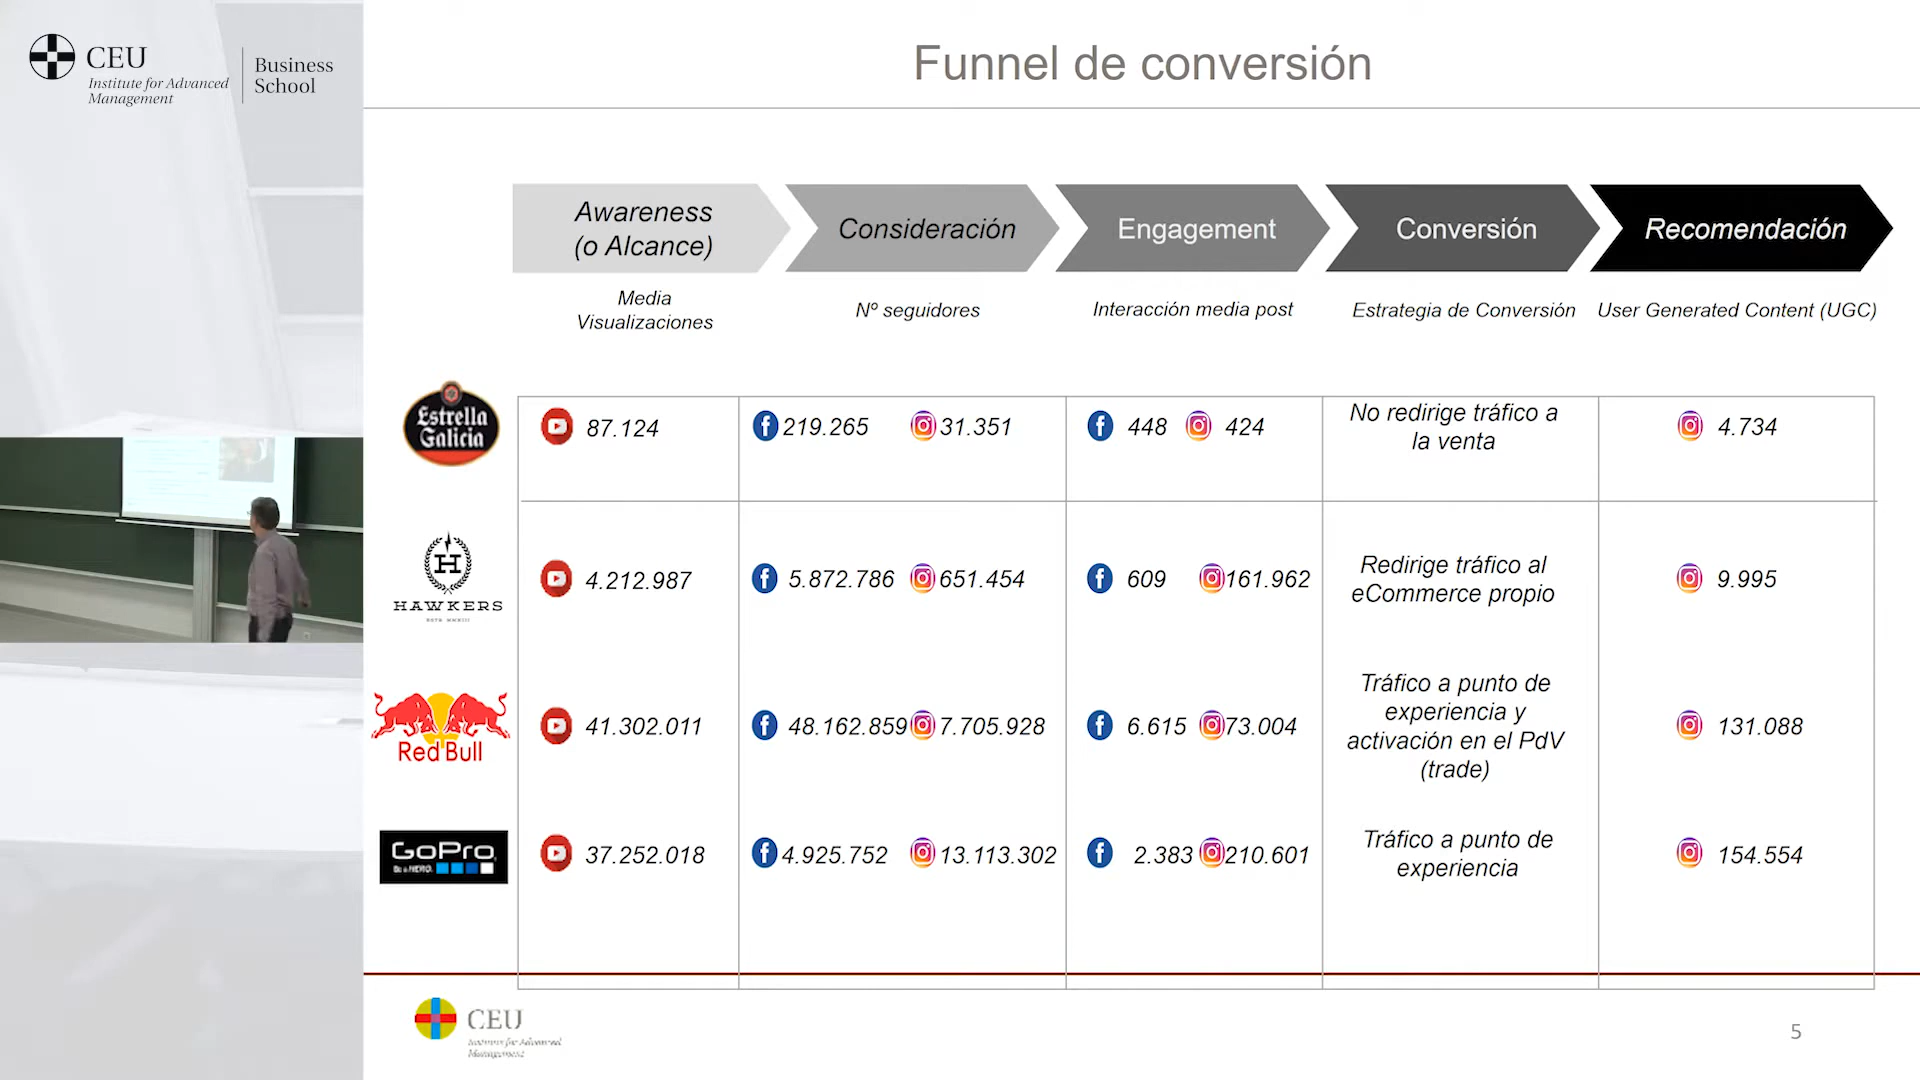 CEU
Institute for Advanced
Management
Business
School
Funnel de conversión
Awareness
(o Alcance)
Consideración
Engagement
Conversión
Recomendación
Media
Visualizaciones
Nº seguidores
Interacción media post
Estrategia de Conversión
User Generated Content (UGC)
Estrella
Galicia
87.124
219.265
31.351
448
424
No redirige tráfico a
la venta
4.734
H
HAWKERS
4.212.987
5.872.786
651.454
609
161.962
Redirige tráfico al
eCommerce propio
9.995
Red Bull
41.302.011
48.162.859
7.705.928
6.615
73.004
Tráfico a punto de
experiencia y
activación en el PdV
(trade)
131.088
GoPro
Be a HERO.
37.252.018
4.925.752
13.113.302
2.383
210.601
Tráfico a punto de
experiencia
154.554
CEU
Institute for Advanced
Management
5